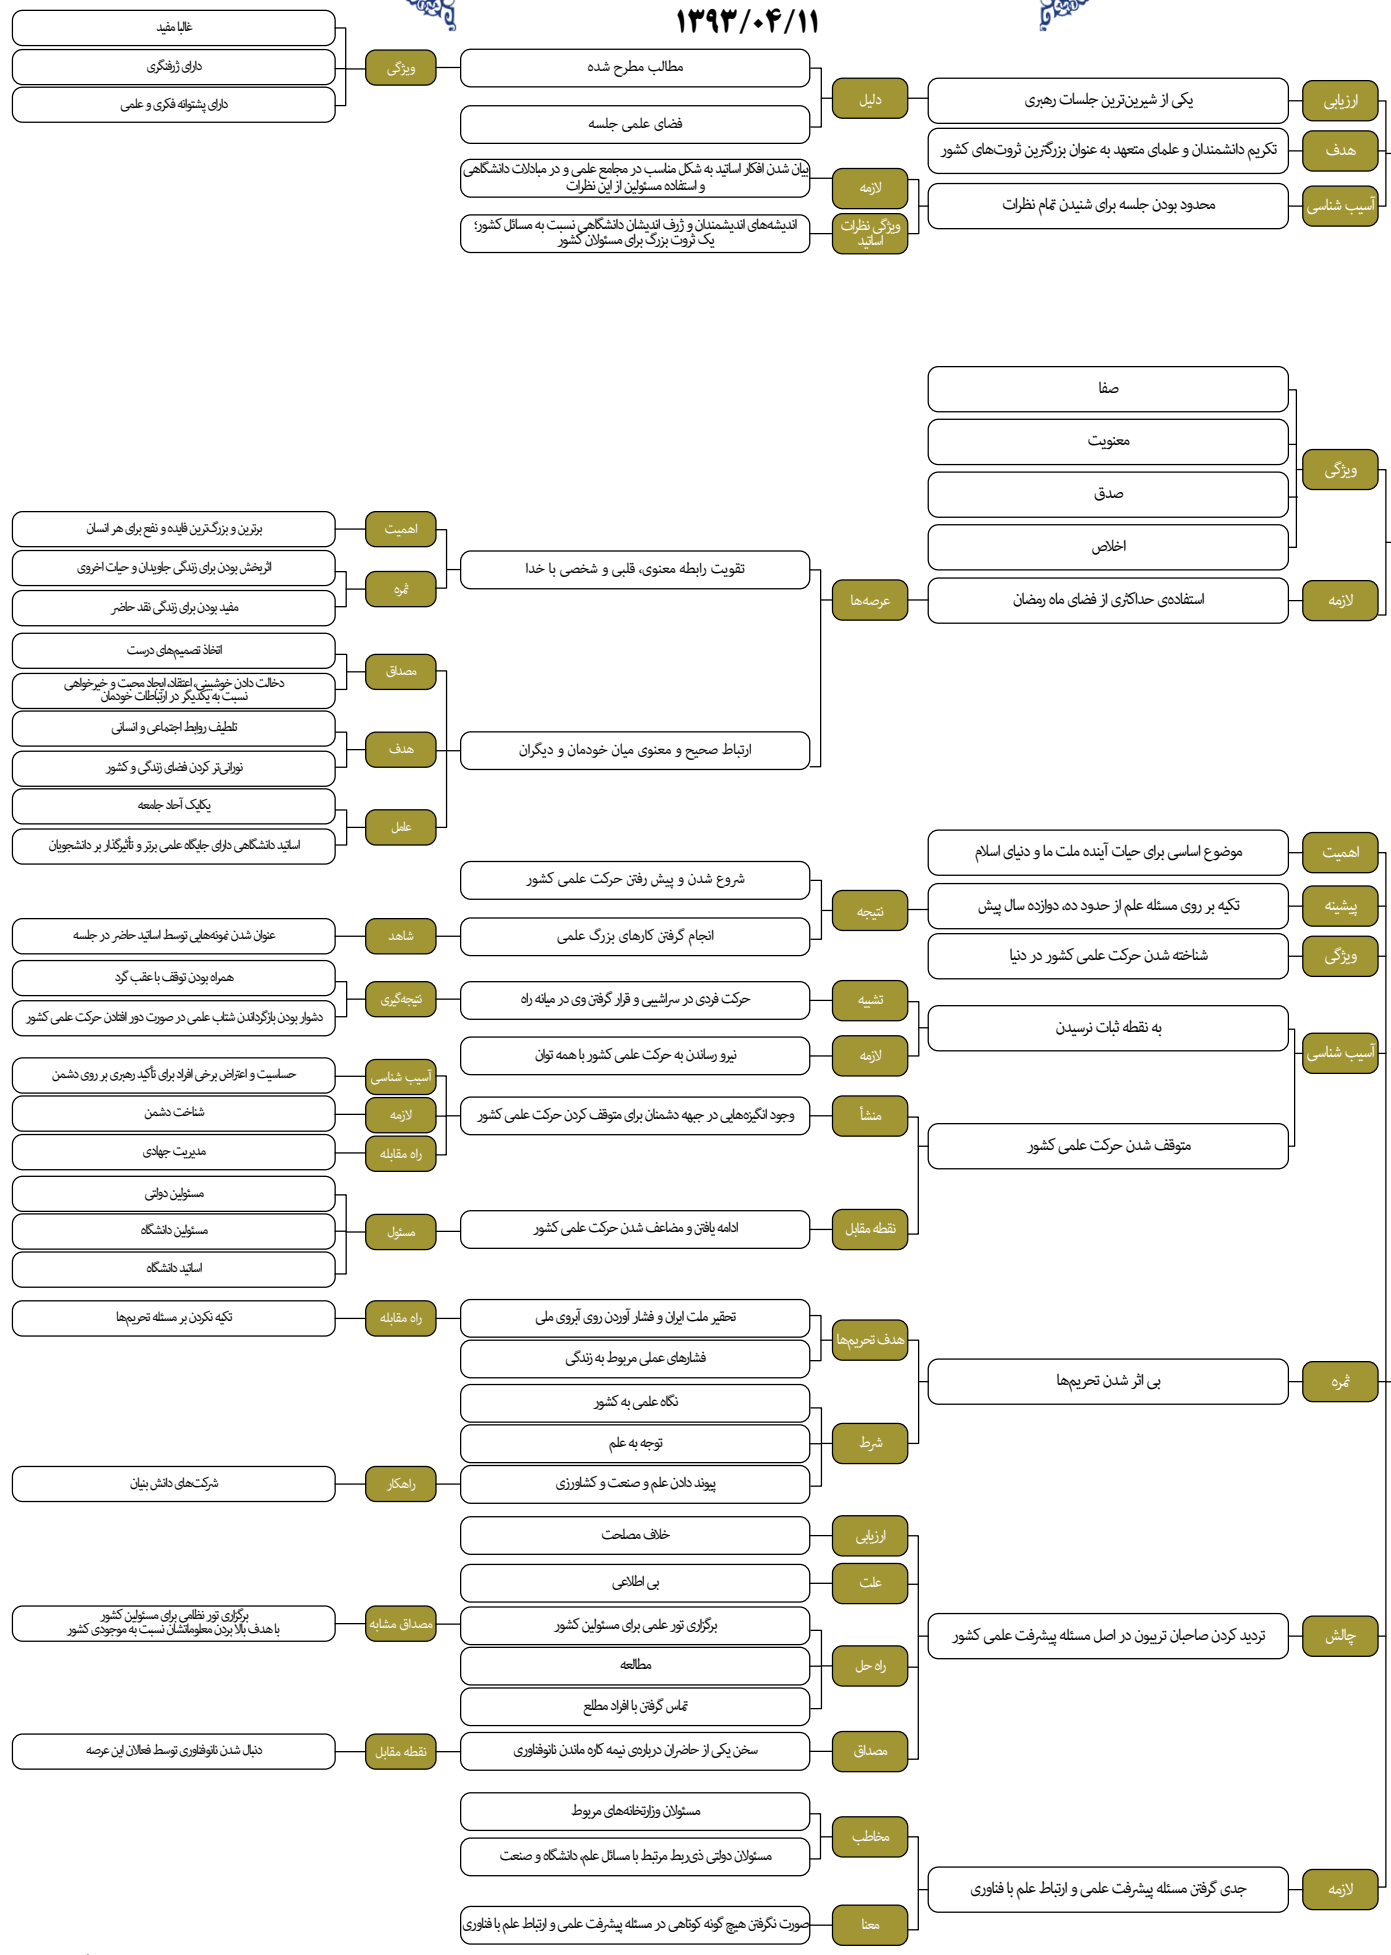 ۱۳۹۳/۰۴/۱۱
ارزیابی
یکی از شیرین‌ترین جلسات رهبری
دلیل
مطالب مطرح شده
ویژگی
غالبا مفید
دارای ژرفنگری
دارای پشتوانه فکری و علمی
فضای علمی جلسه
هدف
تکریم دانشمندان و علمای متعهد به عنوان بزرگترین ثروت‌های کشور
آسیب شناسی
محدود بودن جلسه برای شنیدن تمام نظرات
لازمه
بیان شدن افکار اساتید به شکل مناسب در مجامع علمی و در مبادلات دانشگاهی
و استفاده مسئولین از این نظرات
ویژگی نظرات
اساتید
اندیشه‌های اندیشمندان و ژرف اندیشان دانشگاهی نسبت به مسائل کشور؛
یک ثروت بزرگ برای مسئولان کشور
ویژگی
صفا
معنویت
صدق
اخلاص
لازمه
استفاده‌ی حداکثری از فضای ماه رمضان
عرصه‌ها
تقویت رابطه معنوی، قلبی و شخصی با خدا
اهمیت
برترین و بزرگ‌ترین فایده و نفع برای هر انسان
ثمره
اثربخش بودن برای زندگی جاویدان و حیات اخروی
مفید بودن برای زندگی نقد حاضر
ارتباط صحیح و معنوی میان خودمان و دیگران
مصداق
اتخاذ تصمیم‌های درست
دخالت دادن خوشبینی، اعتقاد، ایجاد محبت و خیرخواهی
نسبت به یکدیگر در ارتباطات خودمان
هدف
تلطیف روابط اجتماعی و انسانی
نورانی‌تر کردن فضای زندگی و کشور
عامل
یکایک آحاد جامعه
اساتید دانشگاهی دارای جایگاه علمی برتر و تأثیرگذار بر دانشجویان
اهمیت
موضوع اساسی برای حیات آینده ملت ما و دنیای اسلام
پیشینه
تکیه بر روی مسئله علم از حدود ده، دوازده سال پیش
نتیجه
شروع شدن و پیش رفتن حرکت علمی کشور
انجام گرفتن کارهای بزرگ علمی
شاهد
عنوان شدن نمونه‌هایی توسط اساتید حاضر در جلسه
ویژگی
شناخته شدن حرکت علمی کشور در دنیا
آسیب شناسی
به نقطه ثبات نرسیدن
تشبیه
حرکت فردی در سراشیبی و قرار گرفتن وی در میانه راه
نتیجه‌گیری
همراه بودن توقف با عقب گرد
دشوار بودن بازگرداندن شتاب علمی در صورت دور افتادن حرکت علمی کشور
لازمه
نیرو رساندن به حرکت علمی کشور با همه توان
متوقف شدن حرکت علمی کشور
منشأ
وجود انگیزه‌هایی در جبهه دشمنان برای متوقف کردن حرکت علمی کشور
آسیب شناسی
حساسیت و اعتراض برخی افراد برای تأکید رهبری بر روی دشمن
لازمه
شناخت دشمن
راه مقابله
مدیریت جهادی
نقطه مقابل
ادامه یافتن و مضاعف شدن حرکت علمی کشور
مسئول
مسئولین دولتی
مسئولین دانشگاه
اساتید دانشگاه
ثمره
بی اثر شدن تحریم‌ها
هدف تحریم‌ها
تحقیر ملت ایران و فشار آوردن روی آبروی ملی
راه مقابله
تکیه نکردن بر مسئله تحریم‌ها
فشارهای عملی مربوط به زندگی
شرط
نگاه علمی به کشور
توجه به علم
پیوند دادن علم و صنعت و کشاورزی
راهکار
شرکت‌های دانش بنیان
چالش
تردید کردن صاحبان تریبون در اصل مسئله پیشرفت علمی کشور
ارزیابی
خلاف مصلحت
علت
بی اطلاعی
راه حل
برگزاری تور علمی برای مسئولین کشور
مصداق مشابه
برگزاری تور نظامی برای مسئولین کشور
با هدف بالا بردن معلوماتشان نسبت به موجودی کشور
مطالعه
تماس گرفتن با افراد مطلع
مصداق
سخن یکی از حاضران درباره‌ی نیمه کاره ماندن نانوفناوری
نقطه مقابل
دنبال شدن نانوفناوری توسط فعالان این عرصه
لازمه
جدی گرفتن مسئله پیشرفت علمی و ارتباط علم با فناوری
مخاطب
مسئولان وزارتخانه‌های مربوط
مسئولان دولتی ذی‌ربط مرتبط با مسائل علم، دانشگاه و صنعت
معنا
صورت نگرفتن هیچ گونه کوتاهی در مسئله پیشرفت علمی و ارتباط علم با فناوری